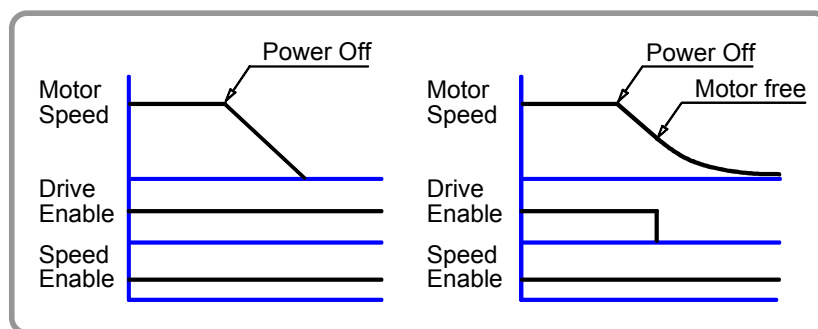 Power Off
Motor
Speed
Drive
Enable
Speed
Enable
Power Off
Motor free
Motor
Speed
Drive
Enable
Speed
Enable